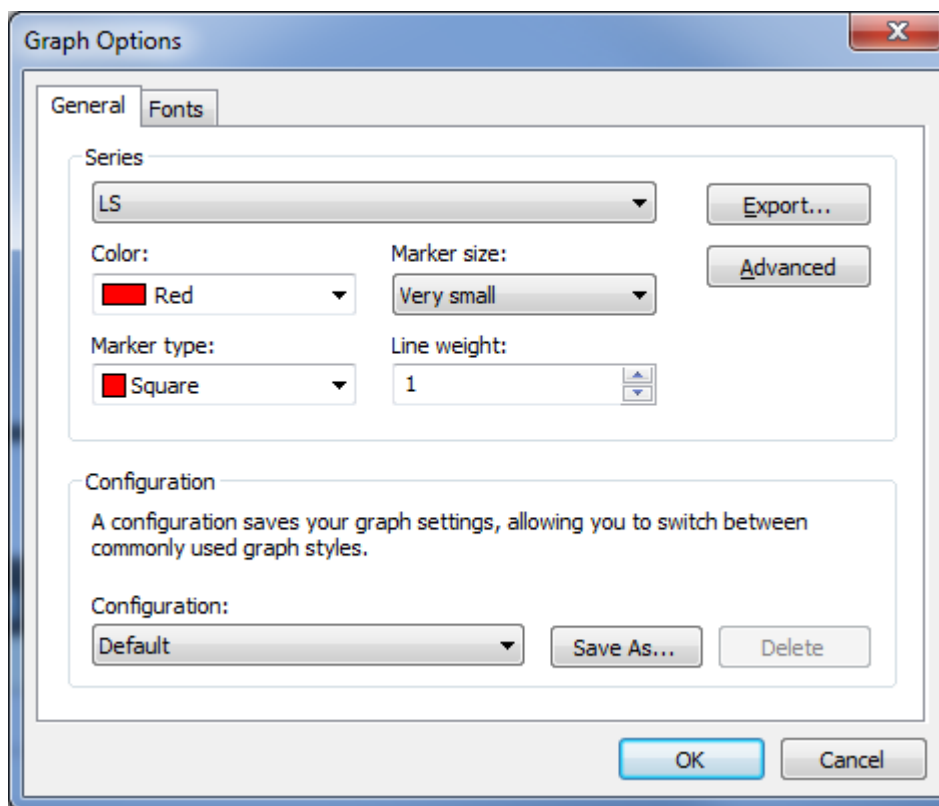 Graph Options
General
Fonts
Series
LS
Export...
Color:
Marker size:
Advanced
Red
Very small
Marker type:
Line weight:
Square
1
Configuration
A configuration saves your graph settings, allowing you to switch between
commonly used graph styles.
Configuration:
Default
Save As...
Delete
OK
Cancel